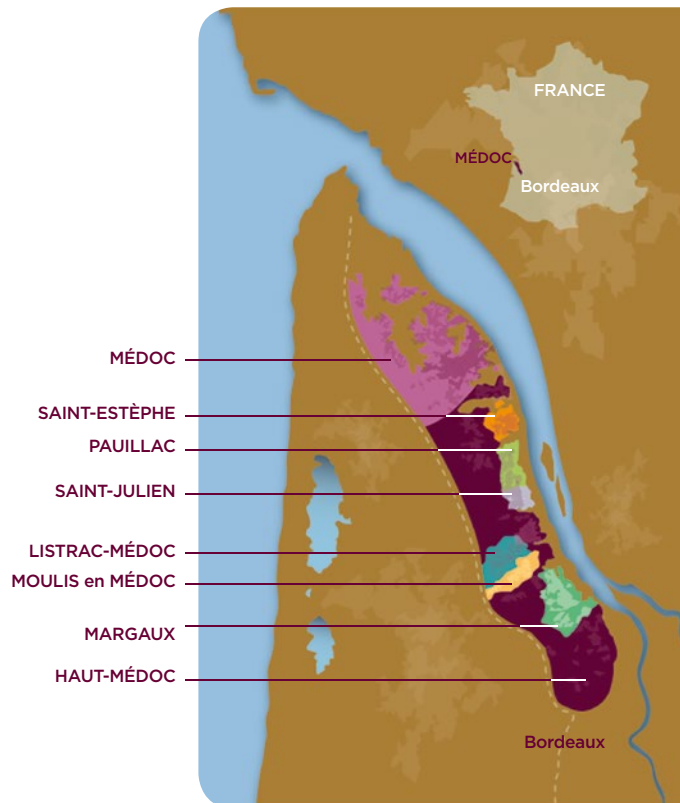 FRANCE
MÉDOC
Bordeaux
MÉDOC
SAINT-ESTÈPHE
PAUILLAC
SAINT-JULIEN
LISTRAC-MÉDOC
MOULIS en MÉDOC
MARGAUX
HAUT-MÉDOC
Bordeaux